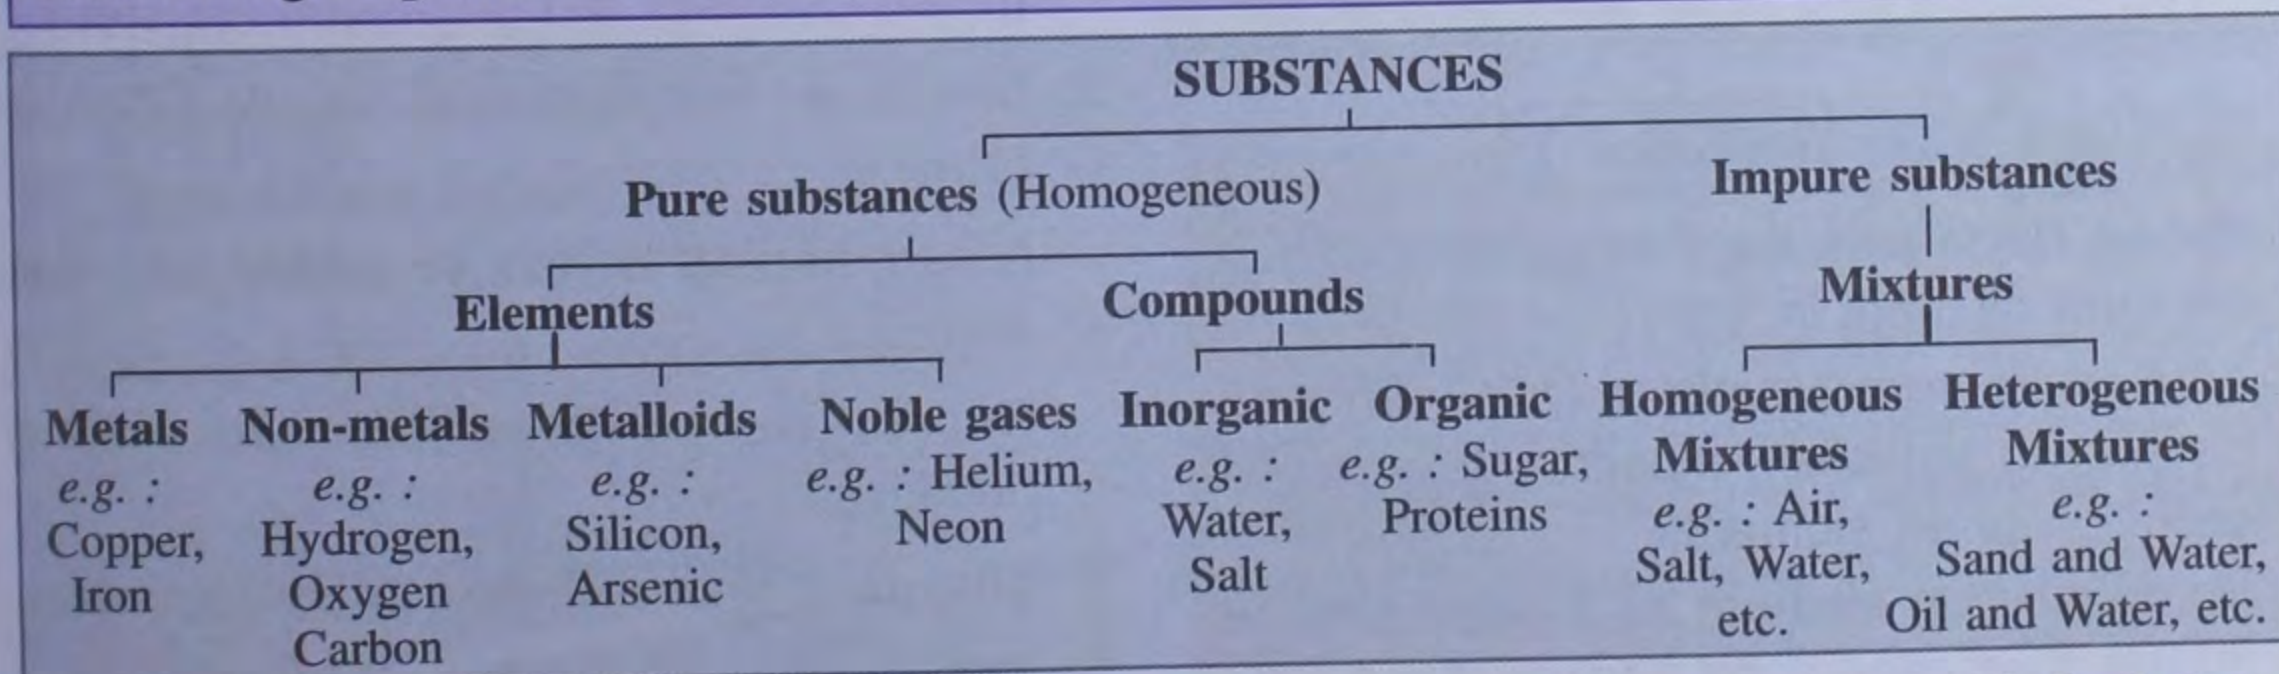 SUBSTANCES
Pure substances (Homogeneous)
Impure substances
Elements
Compounds
Mixtures
Metals
e.g. :
Copper,
Iron
Non-metals
e.g. :
Hydrogen,
Oxygen
Carbon
Metalloids
e.g. :
Silicon,
Arsenic
Noble gases
e.g. : Helium,
Neon
Inorganic
e.g. :
Water,
Salt
Organic
e.g. : Sugar,
Proteins
Homogeneous
Mixtures
e.g. : Air,
Salt, Water,
etc.
Heterogeneous
Mixtures
e.g. :
Sand and Water,
Oil and Water, etc.